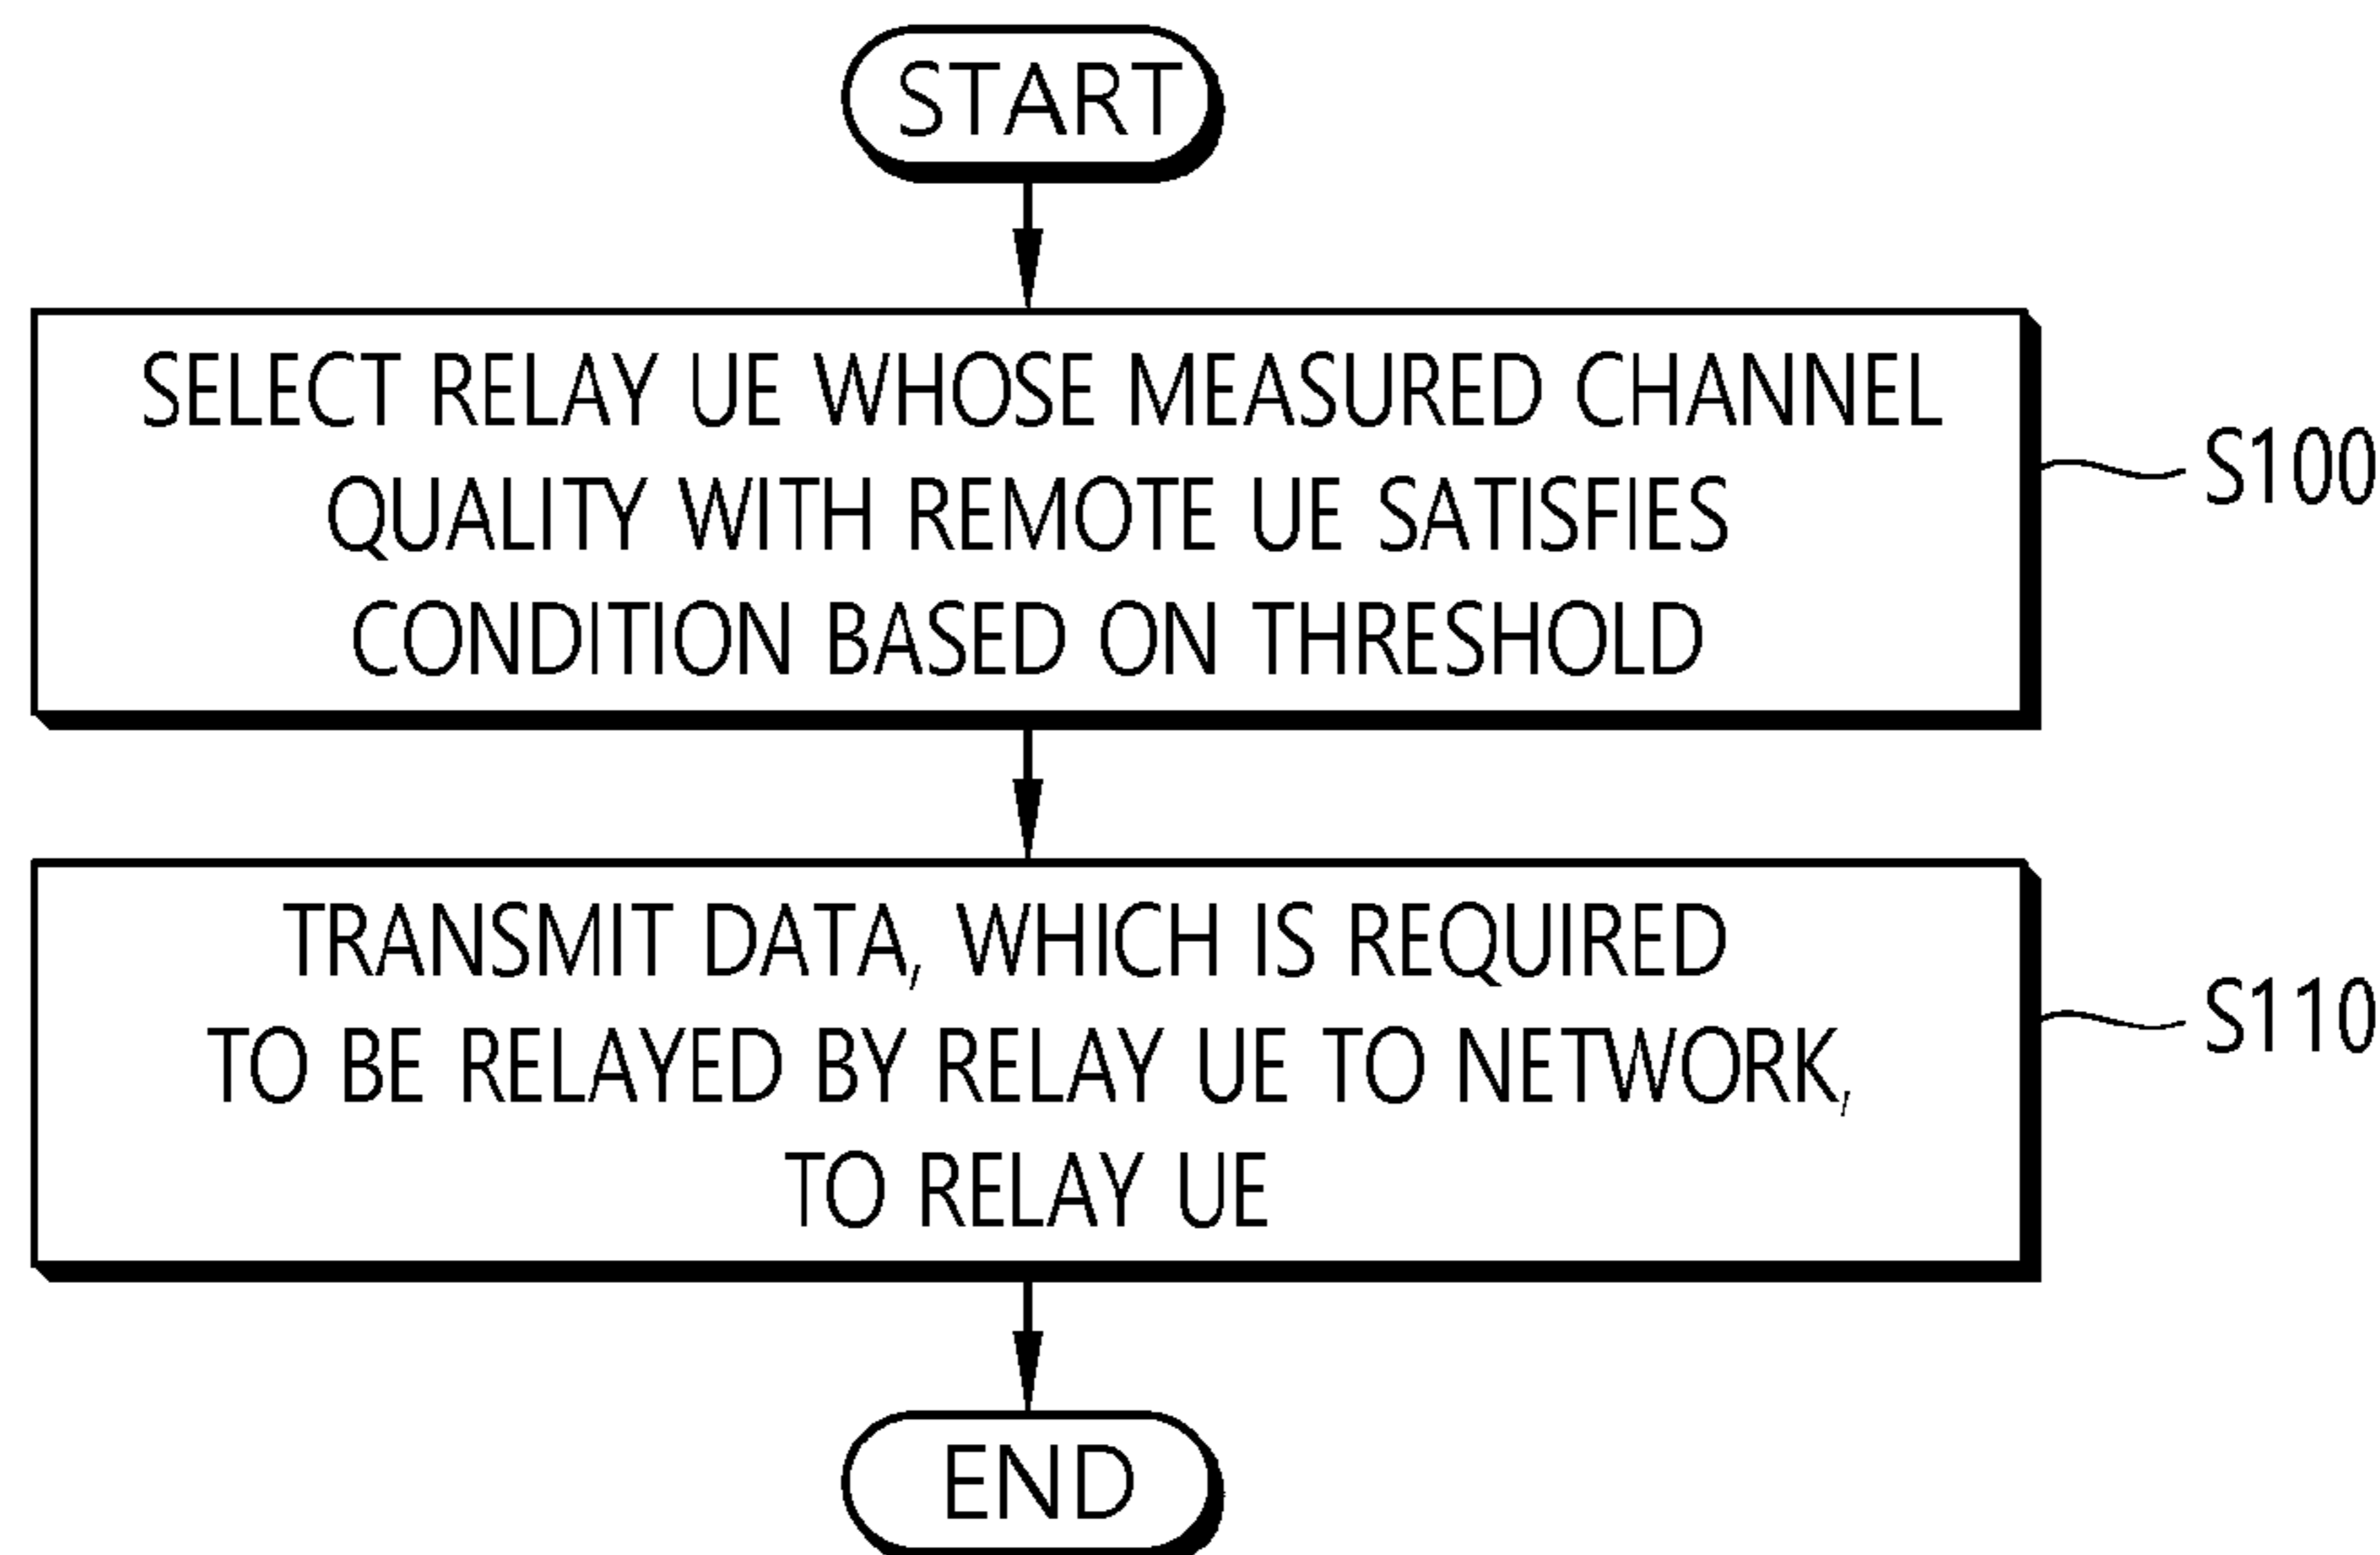 START
SELECT RELAY UE WHOSE MEASURED CHANNEL
QUALITY WITH REMOTE UE SATISFIES
CONDITION BASED ON THRESHOLD
S100
TRANSMIT DATA, WHICH IS REQUIRED
TO BE RELAYED BY RELAY UE TO NETWORK,
TO RELAY UE
S110
END